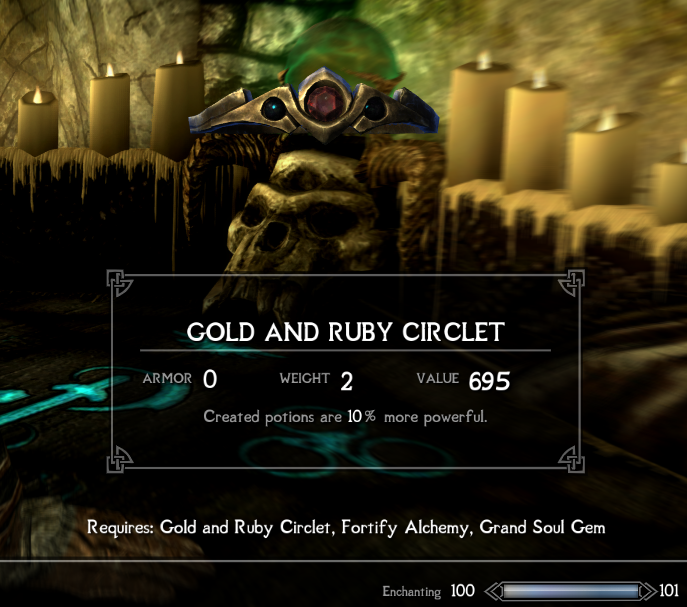 GOLD AND RUBY CIRCLET
ARMOR 0 WEIGHT 2 VALUE 695
Created potions are 10% more powerful.
Requires: Gold and Ruby Circlet, Fortify Alchemy, Grand Soul Gem
Enchanting 100 101